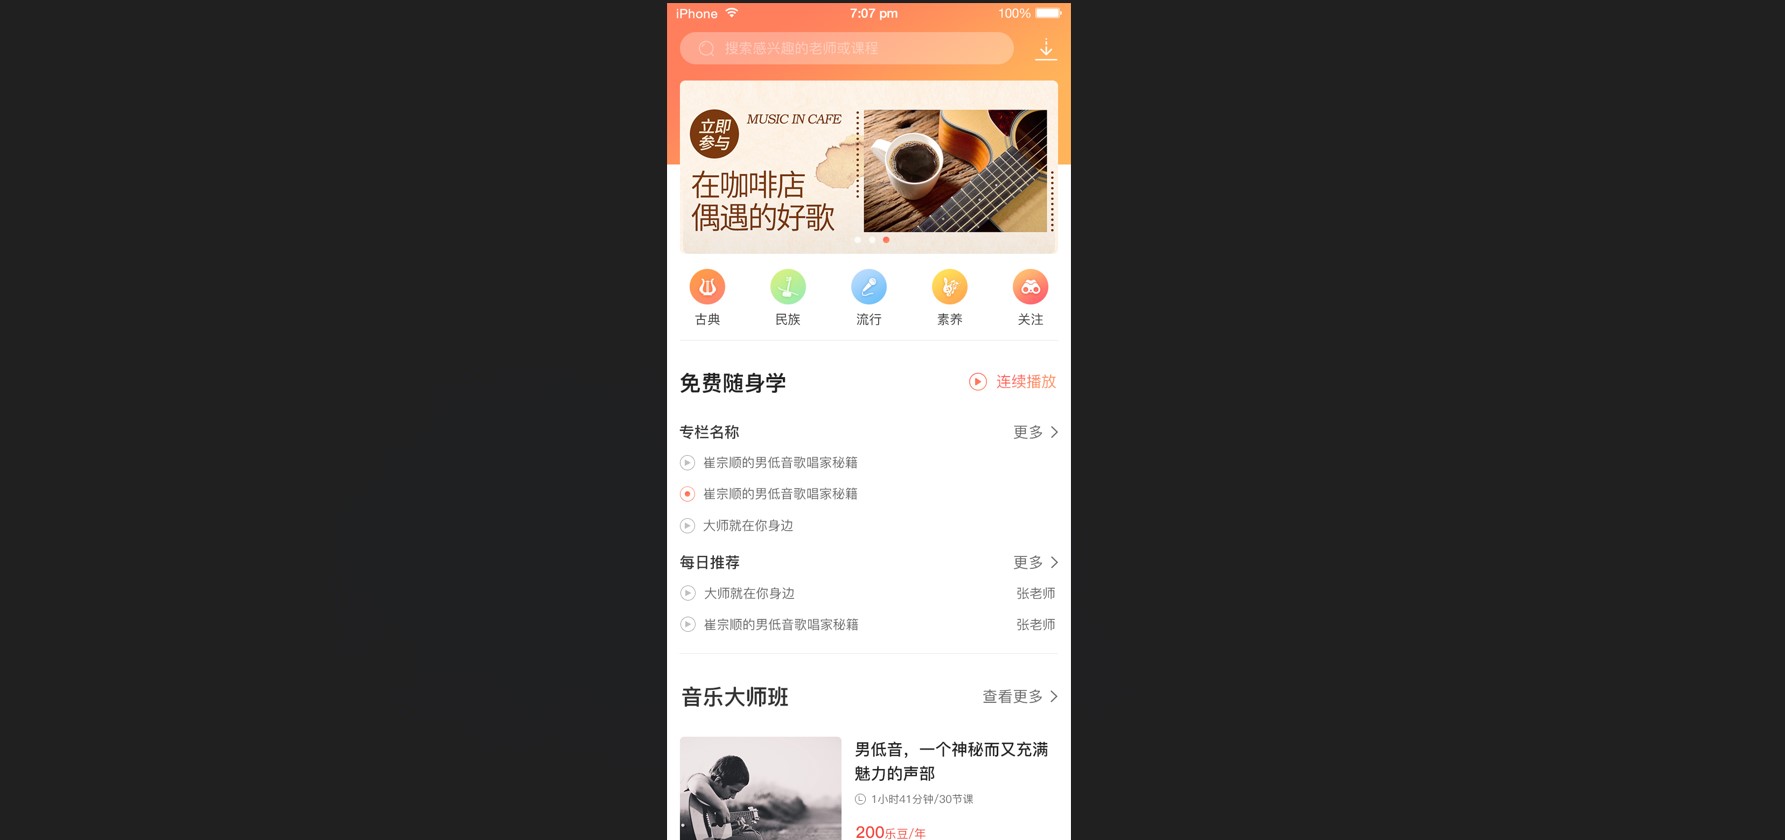 iPhone 7:07 pm 100%
搜索感兴趣的老师或课程
立即
参与
MUSIC IN CAFE
在咖啡店
偶遇的好歌
古典 民族 流行 素养 关注
免费随身学 连续播放
专栏名称 更多
崔宗顺的男低音歌唱家秘籍
崔宗顺的男低音歌唱家秘籍
大师就在你身边
每日推荐 更多
大师就在你身边 张老师
崔宗顺的男低音歌唱家秘籍 张老师
音乐大师班 查看更多
男低音，一个神秘而又充满
魅力的声部
1小时41分钟/30节课
200乐豆/年